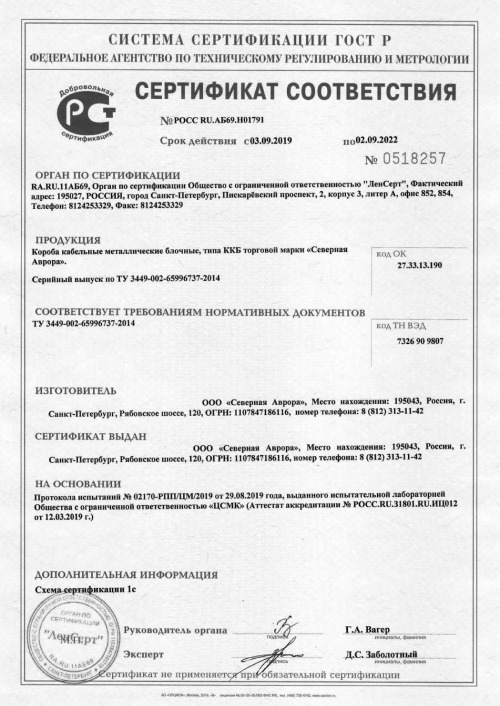 СИСТЕМА СЕРТИФИКАЦИИ ГОСТ Р
ФЕДЕРАЛЬНОЕ АГЕНТСТВО ПО ТЕХНИЧЕСКОМУ РЕГУЛИРОВАНИЮ И МЕТРОЛОГИИ
Добровольная
сертификация
СЕРТИФИКАТ СООТВЕТСТВИЯ
№ РОСС RU.АБ69.Н01791
Срок действия с 03.09.2019 по 02.09.2022
№ 0518257
ОРГАН ПО СЕРТИФИКАЦИИ
RA.RU.11АБ69, Орган по сертификации Общество с ограниченной ответственностью "ЛенСерт", Фактический
адрес: 195027, РОССИЯ, город Санкт-Петербург, Пискарёвский проспект, 2, корпус 3, литер А, офис 852, 854,
Телефон: 8124253329, Факс: 8124253329
ПРОДУКЦИЯ
Короба кабельные металлические блочные, типа ККБ торговой марки «Северная
Аврора».
Серийный выпуск по ТУ 3449-002-65996737-2014
код ОК
27.33.13.190
СООТВЕТСТВУЕТ ТРЕБОВАНИЯМ НОРМАТИВНЫХ ДОКУМЕНТОВ
ТУ 3449-002-65996737-2014
код ТН ВЭД
7326 90 9807
ИЗГОТОВИТЕЛЬ
ООО «Северная Аврора», Место нахождения: 195043, Россия, г.
Санкт-Петербург, Рябовское шоссе, 120, ОГРН: 1107847186116, номер телефона: 8 (812) 313-11-42
СЕРТИФИКАТ ВЫДАН
ООО «Северная Аврора», Место нахождения: 195043, Россия, г.
Санкт-Петербург, Рябовское шоссе, 120, ОГРН: 1107847186116, номер телефона: 8 (812) 313-11-42
НА ОСНОВАНИИ
Протокола испытаний № 02170-РПП/ЦМ/2019 от 29.08.2019 года, выданного испытательной лабораторией
Общества с ограниченной ответственностью «ЦСМК» (Аттестат аккредитации № РОСС.RU.31801.RU.ИЦ012
от 12.03.2019 г.)
ДОПОЛНИТЕЛЬНАЯ ИНФОРМАЦИЯ
Схема сертификации 1с
ОРГАН ПО
СЕРТИФИКАЦИИ
"ЛенСерт"
М.П.
RA.RU.11АБ69
САНКТ-ПЕТЕРБУРГ
Руководитель органа
подпись
Г.А. Вагер
инициалы, фамилия
Эксперт
подпись
Д.С. Заболотный
инициалы, фамилия
Сертификат не применяется при обязательной сертификации